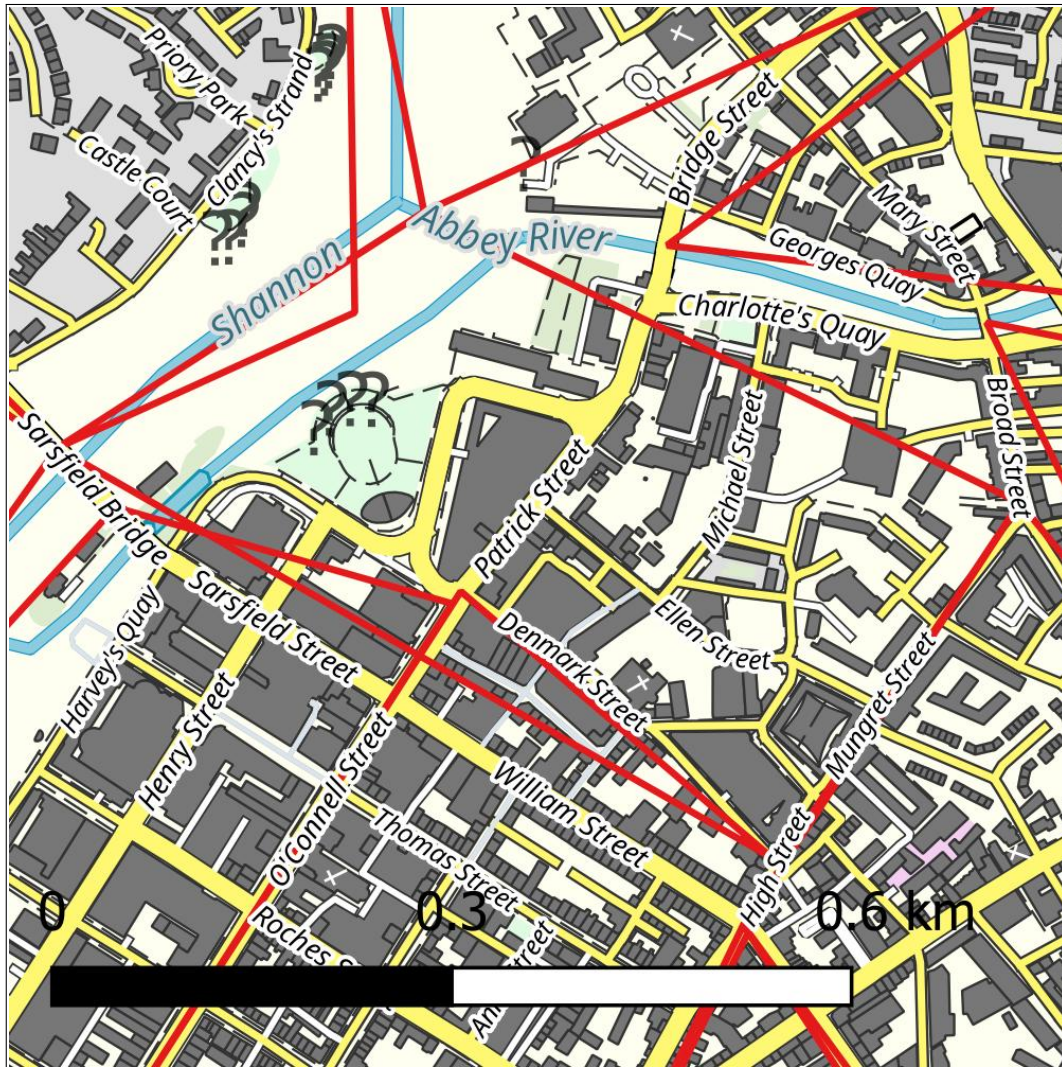 Priory Park
Clancy's Strand
Castle Court
Bridge Street
Mary Street
Abbey River
Georges Quay
Shannon
Charlotte's Quay
Broad Street
Michael Street
Sarsfield Bridge
Patrick Street
Sarsfield Street
Denmark Street
Ellen Street
Harvey's Quay
Henry Street
Mungret Street
O'Connell Street
William Street
Thomas Street
High Street
Roches
0
0.3
0.6 km